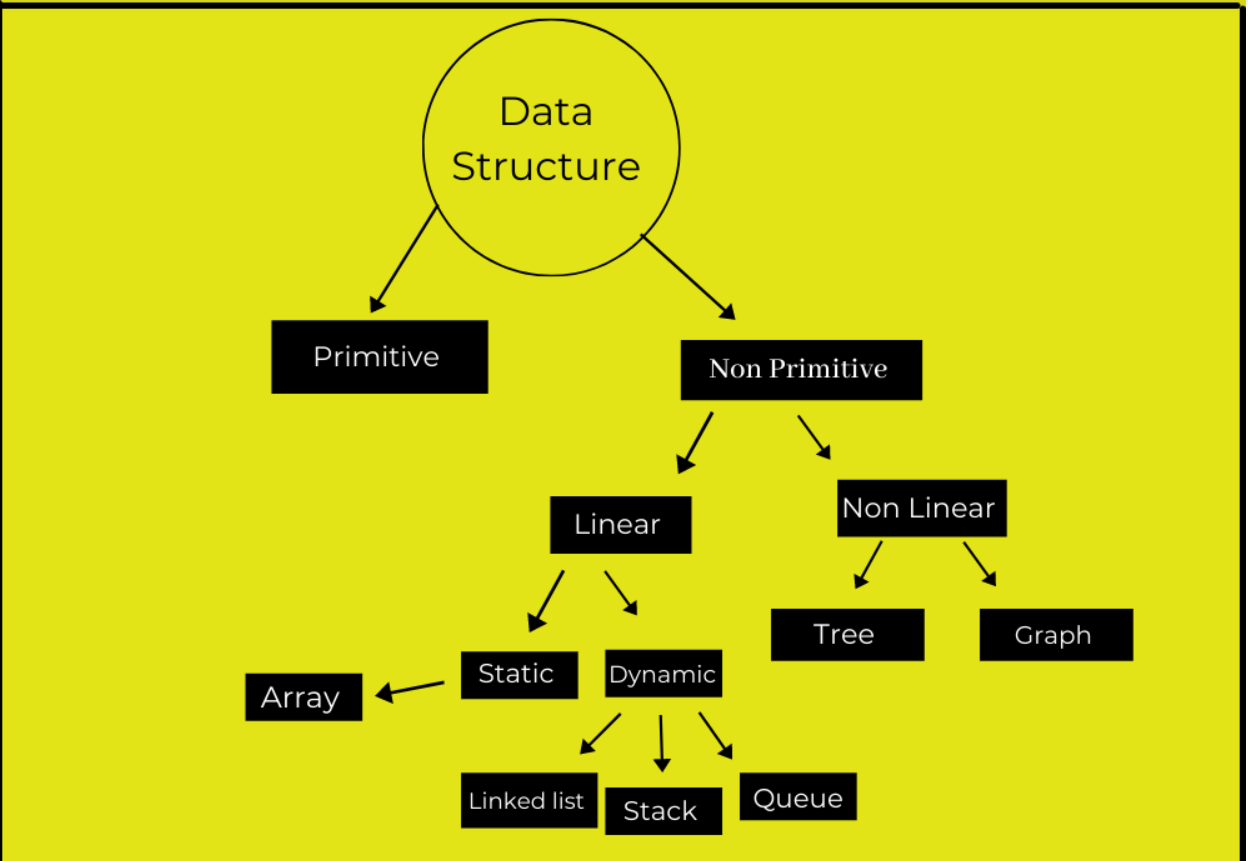 Data
Structure
Primitive
Non Primitive
Linear
Non Linear
Tree
Graph
Static
Dynamic
Array
Linked list
Stack
Queue